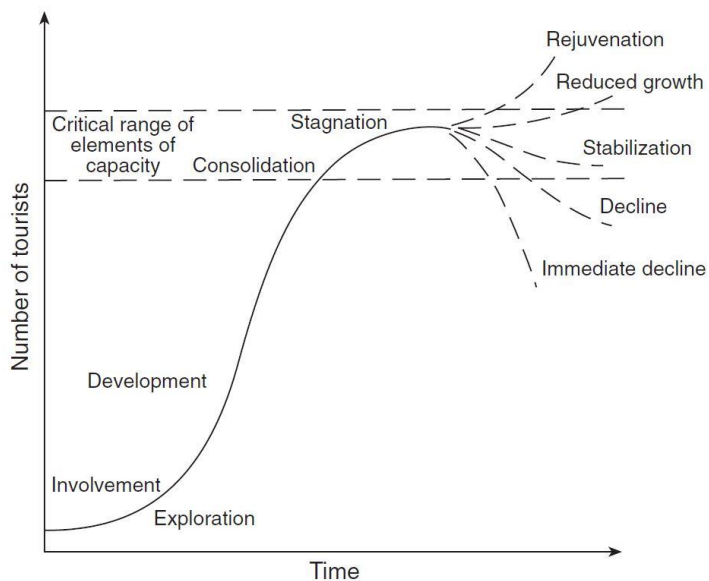 Rejuvenation
Reduced growth
Critical range of
elements of
capacity
Stagnation
Consolidation
Stabilization
Decline
Immediate decline
Number of tourists
Development
Involvement
Exploration
Time